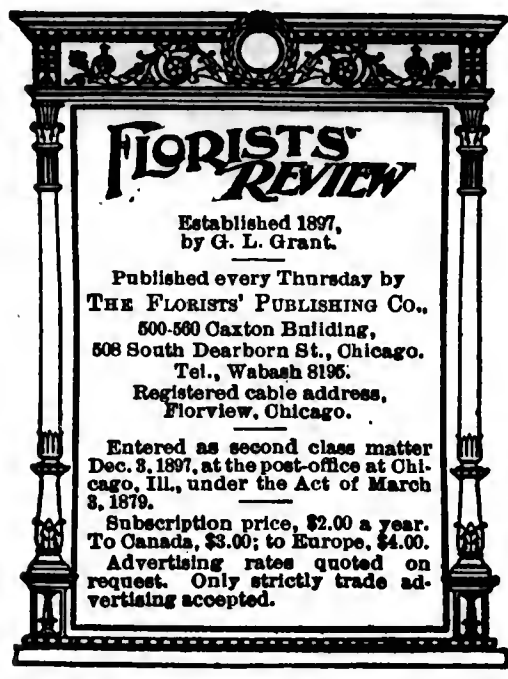 FLORISTS'
REVIEW
Established 1897,
by G. L. Grant.
Published every Thursday by
THE FLORISTS' PUBLISHING CO.,
500-560 Caxton Building,
508 South Dearborn St., Chicago.
Tel., Wabash 8195.
Registered cable address,
Florview, Chicago.
Entered as second class matter
Dec. 3, 1897, at the post-office at Chi-
cago, Ill., under the Act of March
3, 1879.
Subscription price, $2.00 a year.
To Canada, $3.00; to Europe, $4.00.
Advertising rates quoted on
request. Only strictly trade ad-
vertising accepted.